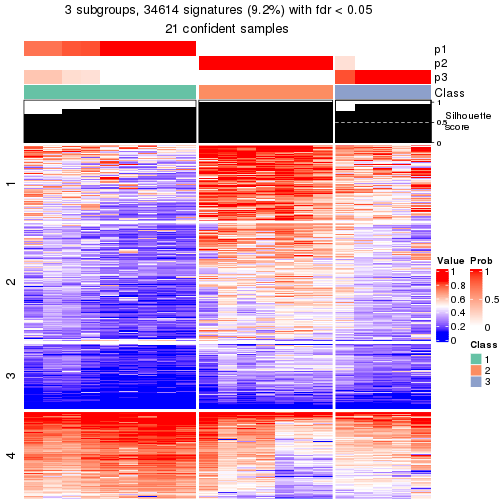 3 subgroups, 34614 signatures (9.2%) with fdr < 0.05
21 confident samples
p1
p2
p3
Class
1
0.5
0
Silhouette
score
1
2
3
4
Value
1
0.8
0.6
0.4
0.2
0
Prob
1
0.5
0
Class
1
2
3